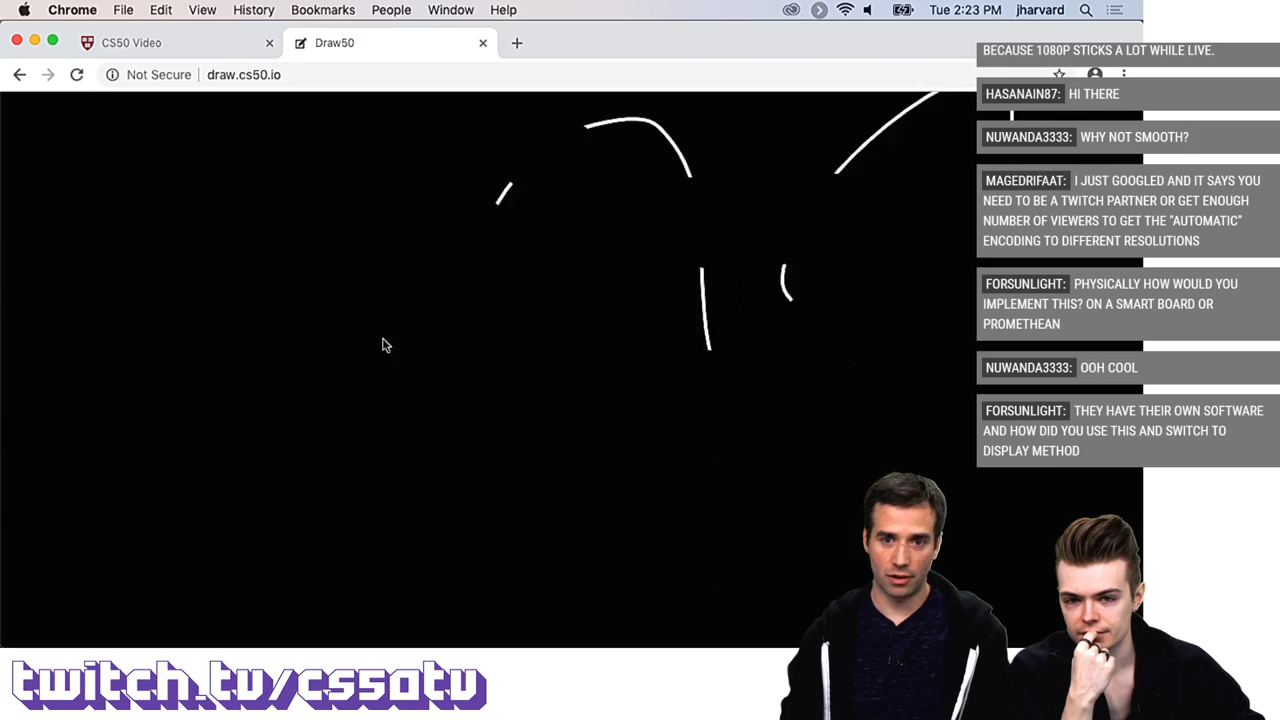 Chrome File Edit View History Bookmarks People Window Help Tue 2:23 PM jharvard
CS50 Video Draw50
Not Secure draw.cs50.io
BECAUSE 1080P STICKS A LOT WHILE LIVE.
HASANAIN87: HI THERE
NUWANDA3333: WHY NOT SMOOTH?
MAGEDRIFAAT: I JUST GOOGLED AND IT SAYS YOU
NEED TO BE A TWITCH PARTNER OR GET ENOUGH
NUMBER OF VIEWERS TO GET THE "AUTOMATIC"
ENCODING TO DIFFERENT RESOLUTIONS
FORSUNLIGHT: PHYSICALLY HOW WOULD YOU
IMPLEMENT THIS? ON A SMART BOARD OR
PROMETHEAN
NUWANDA3333: OOH COOL
FORSUNLIGHT: THEY HAVE THEIR OWN SOFTWARE
AND HOW DID YOU USE THIS AND SWITCH TO
DISPLAY METHOD
twitch.tv/cs50tv